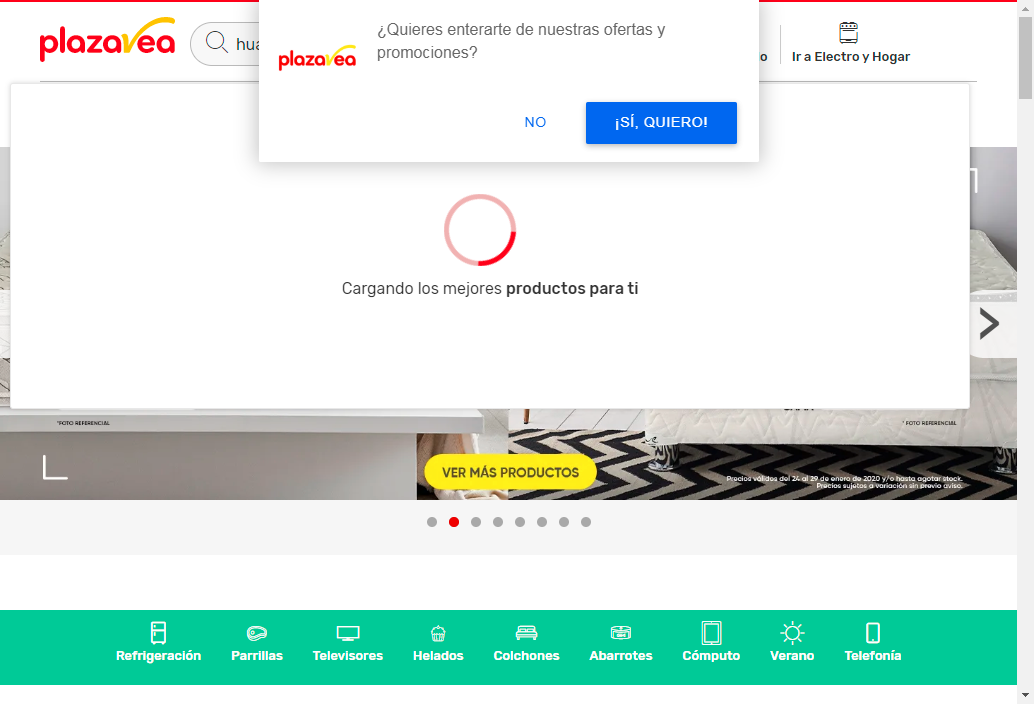 plazavea
hua
plazavea
¿Quieres enterarte de nuestras ofertas y
promociones?
NO
¡SÍ, QUIERO!
o
Ir a Electro y Hogar
Cargando los mejores productos para ti
*FOTO REFERENCIAL
* FOTO REFERENCIAL
VER MÁS PRODUCTOS
Precios válidos del 24 al 29 de enero de 2020 y/o hasta agotar stock.
Precios sujetos a variación sin previo aviso.
Refrigeración
Parrillas
Televisores
Helados
Colchones
Abarrotes
Cómputo
Verano
Telefonía